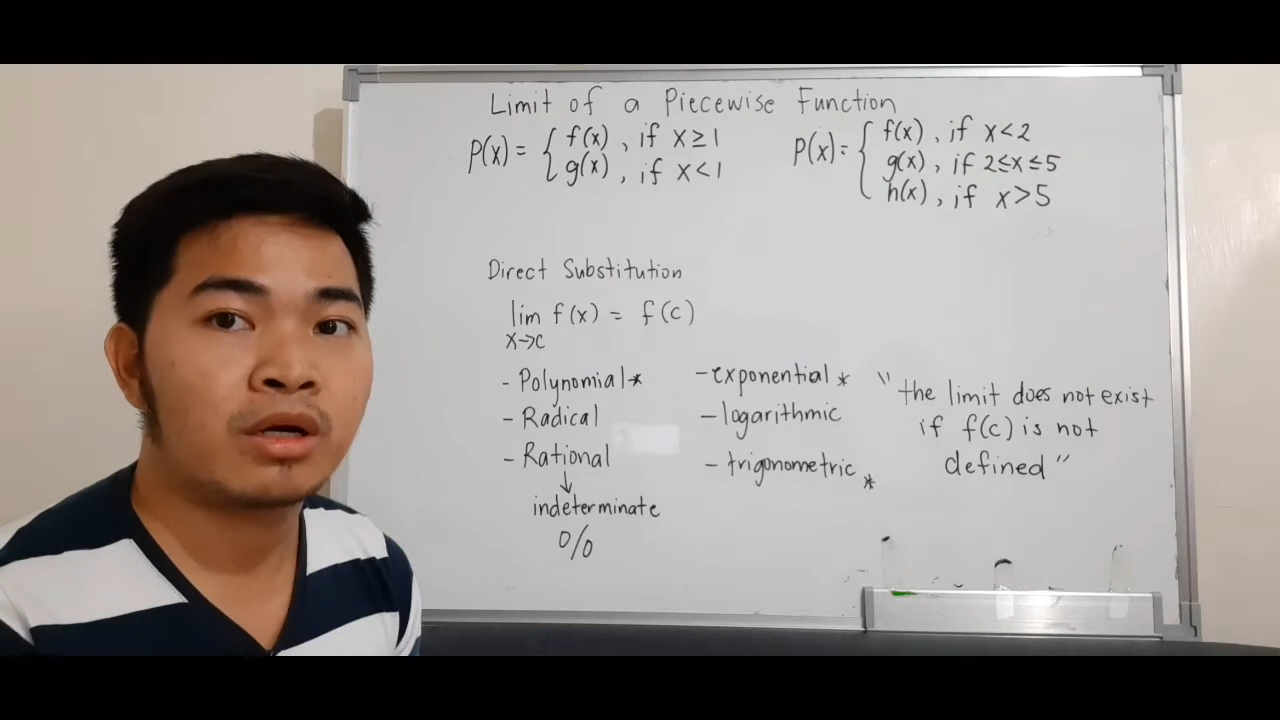 Limit of a Piecewise Function
P(x) = { f(x) , if x ≥ 1
g(x) , if x < 1
P(x) = { f(x) , if x < 2
g(x) , if 2 ≤ x ≤ 5
h(x) , if x > 5
Direct Substitution
lim f(x) = f(c)
x→c
- Polynomial *
- Radical
- Rational
↓
indeterminate
0/0
- exponential *
- logarithmic
- trigonometric *
"the limit does not exist
if f(c) is not
defined"